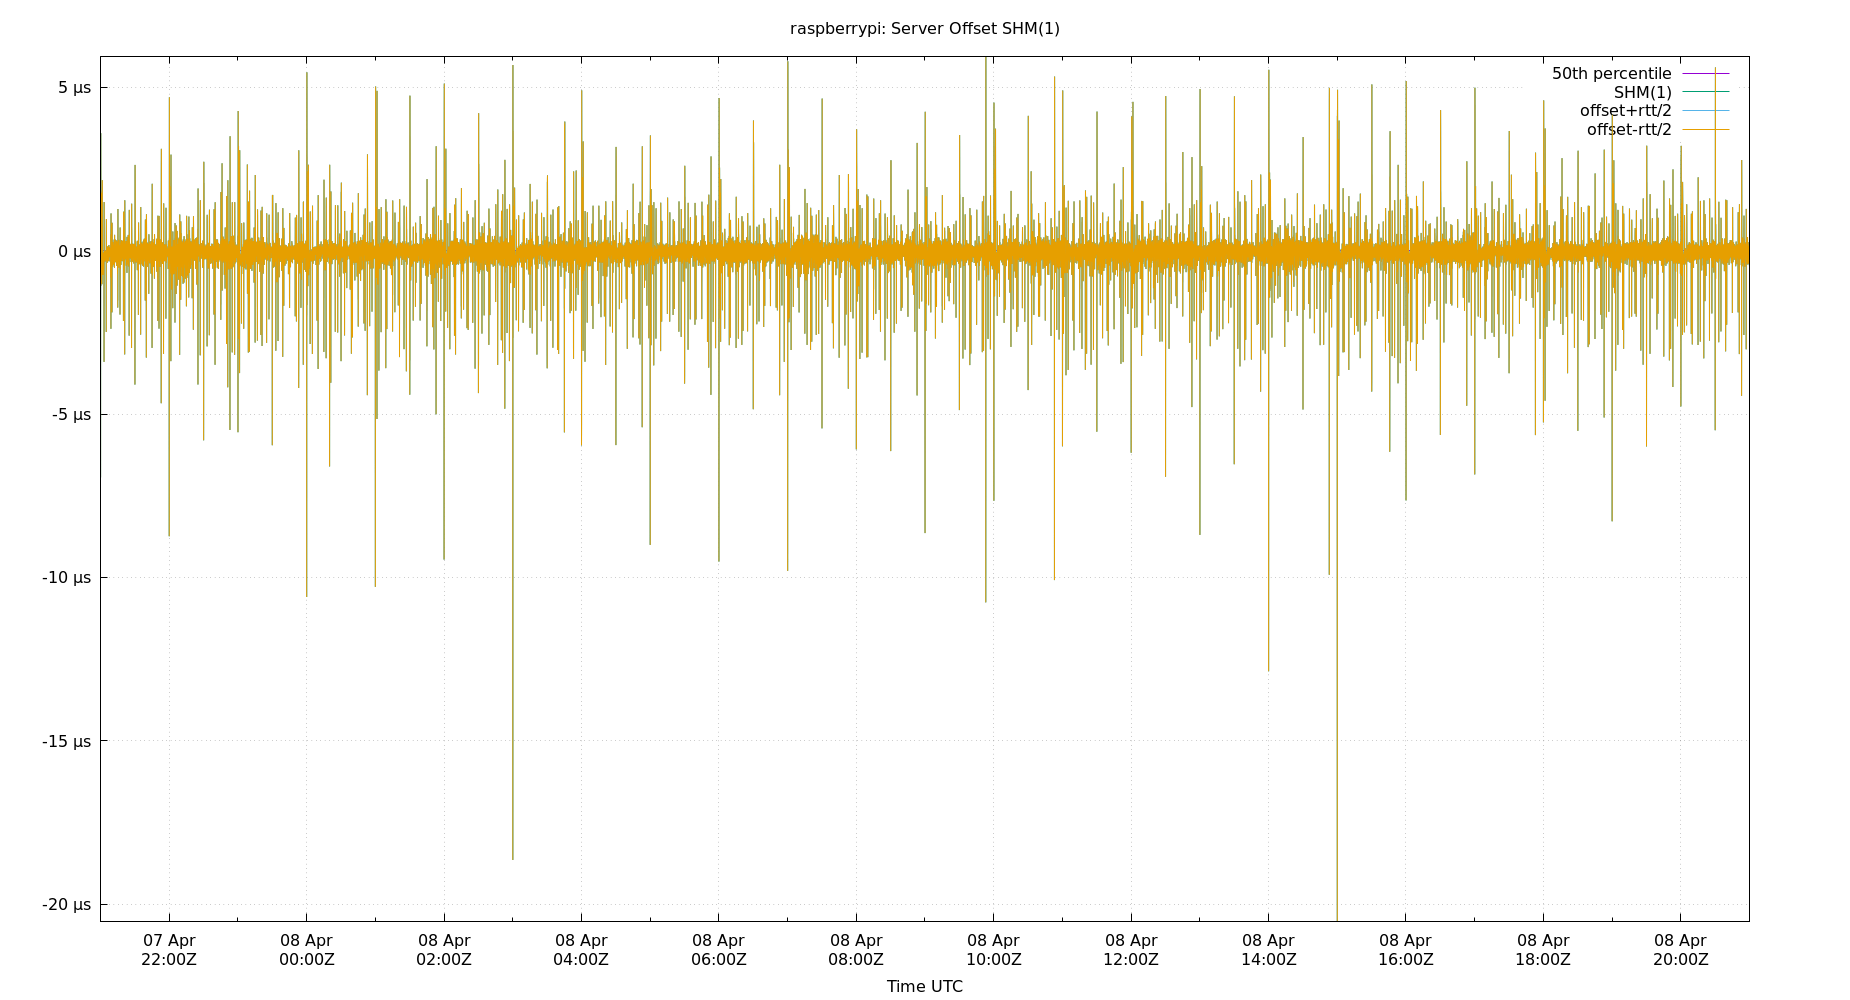 raspberrypi: Server Offset SHM(1)
50th percentile
SHM(1)
offset+rtt/2
offset-rtt/2
5 µs
0 µs
-5 µs
-10 µs
-15 µs
-20 µs
07 Apr 08 Apr 08 Apr 08 Apr 08 Apr 08 Apr 08 Apr 08 Apr 08 Apr 08 Apr 08 Apr 08 Apr
22:00Z 00:00Z 02:00Z 04:00Z 06:00Z 08:00Z 10:00Z 12:00Z 14:00Z 16:00Z 18:00Z 20:00Z
Time UTC